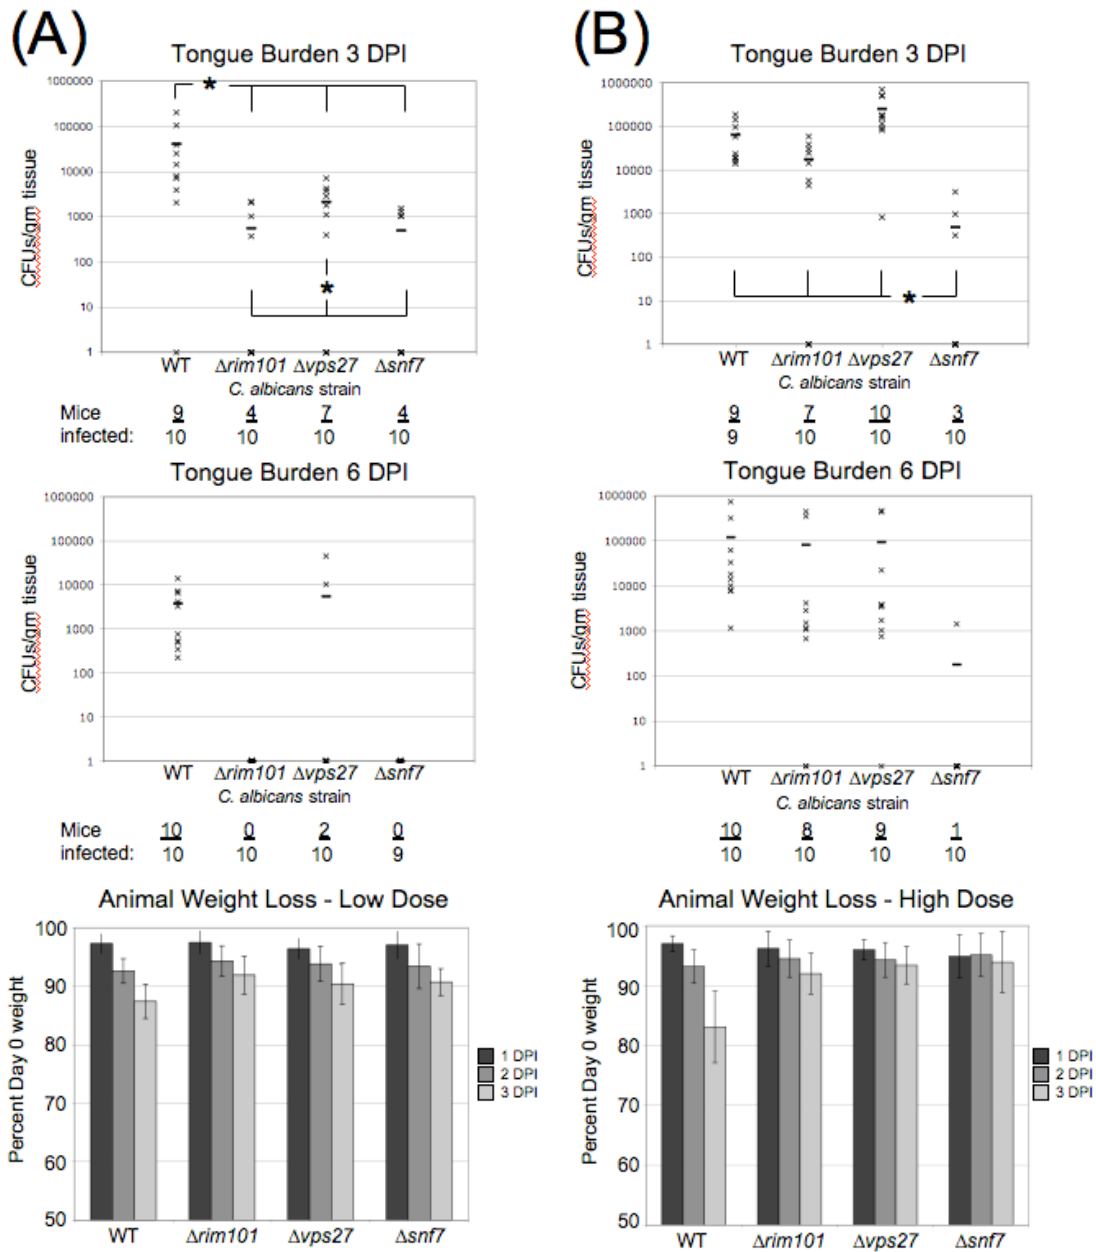 (A)
Tongue Burden 3 DPI
1000000
100000
10000
1000
100
10
1
CFUs/gm tissue
*
*
WT Δrim101 Δvps27 Δsnf7
C. albicans strain
Mice 9 4 7 4
infected: 10 10 10 10
Tongue Burden 6 DPI
1000000
100000
10000
1000
100
10
1
CFUs/gm tissue
WT Δrim101 Δvps27 Δsnf7
C. albicans strain
Mice 10 0 2 0
infected: 10 10 10 9
Animal Weight Loss - Low Dose
100
90
80
70
60
50
Percent Day 0 weight
1 DPI
2 DPI
3 DPI
WT Δrim101 Δvps27 Δsnf7
(B)
Tongue Burden 3 DPI
1000000
100000
10000
1000
100
10
1
CFUs/gm tissue
*
WT Δrim101 Δvps27 Δsnf7
C. albicans strain
9 7 10 3
9 10 10 10
Tongue Burden 6 DPI
1000000
100000
10000
1000
100
10
1
CFUs/gm tissue
WT Δrim101 Δvps27 Δsnf7
C. albicans strain
10 8 9 1
10 10 10 10
Animal Weight Loss - High Dose
100
90
80
70
60
50
Percent Day 0 weight
1 DPI
2 DPI
3 DPI
WT Δrim101 Δvps27 Δsnf7